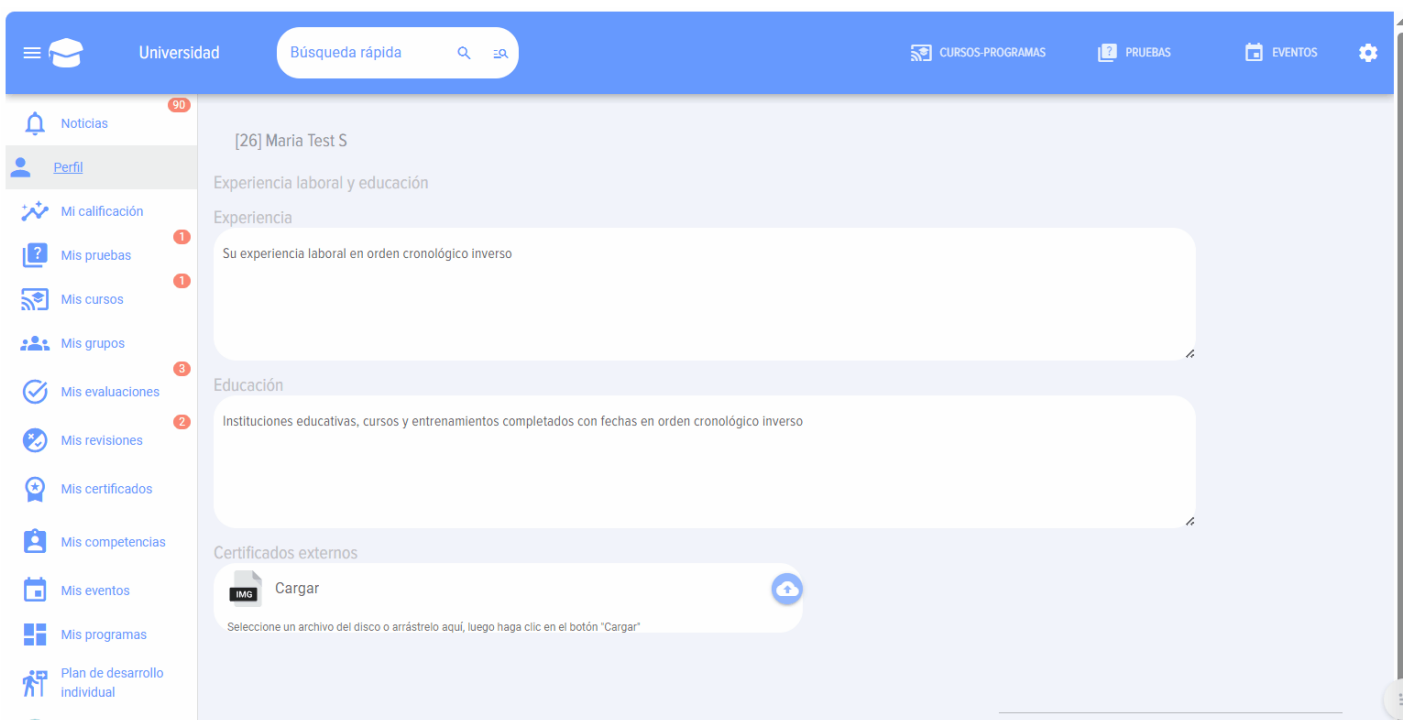 Universidad
Búsqueda rápida
CURSOS-PROGRAMAS
PRUEBAS
EVENTOS
90
Noticias
Perfil
Mi calificación
1
Mis pruebas
1
Mis cursos
Mis grupos
3
Mis evaluaciones
2
Mis revisiones
Mis certificados
Mis competencias
Mis eventos
Mis programas
Plan de desarrollo
individual
[26] Maria Test S
Experiencia laboral y educación
Experiencia
Su experiencia laboral en orden cronológico inverso
Educación
Instituciones educativas, cursos y entrenamientos completados con fechas en orden cronológico inverso
Certificados externos
IMG
Cargar
Seleccione un archivo del disco o arrástrelo aquí, luego haga clic en el botón "Cargar"